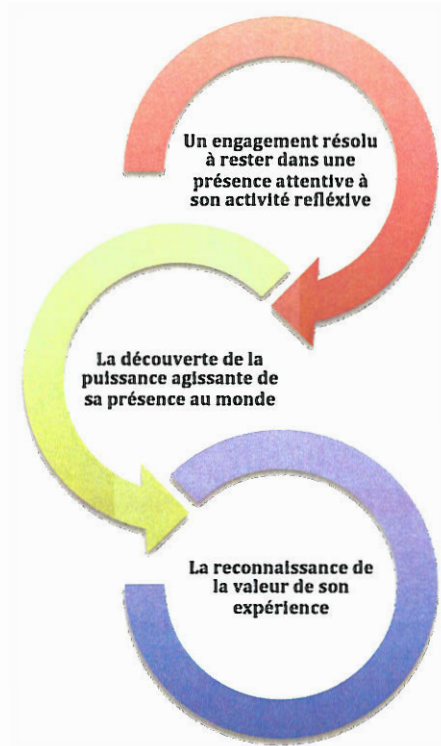 Un engagement résolu
à rester dans une
présence attentive à
son activité refléxive
La découverte de la
puissance agissante de
sa présence au monde
La reconnaissance de
la valeur de son
expérience